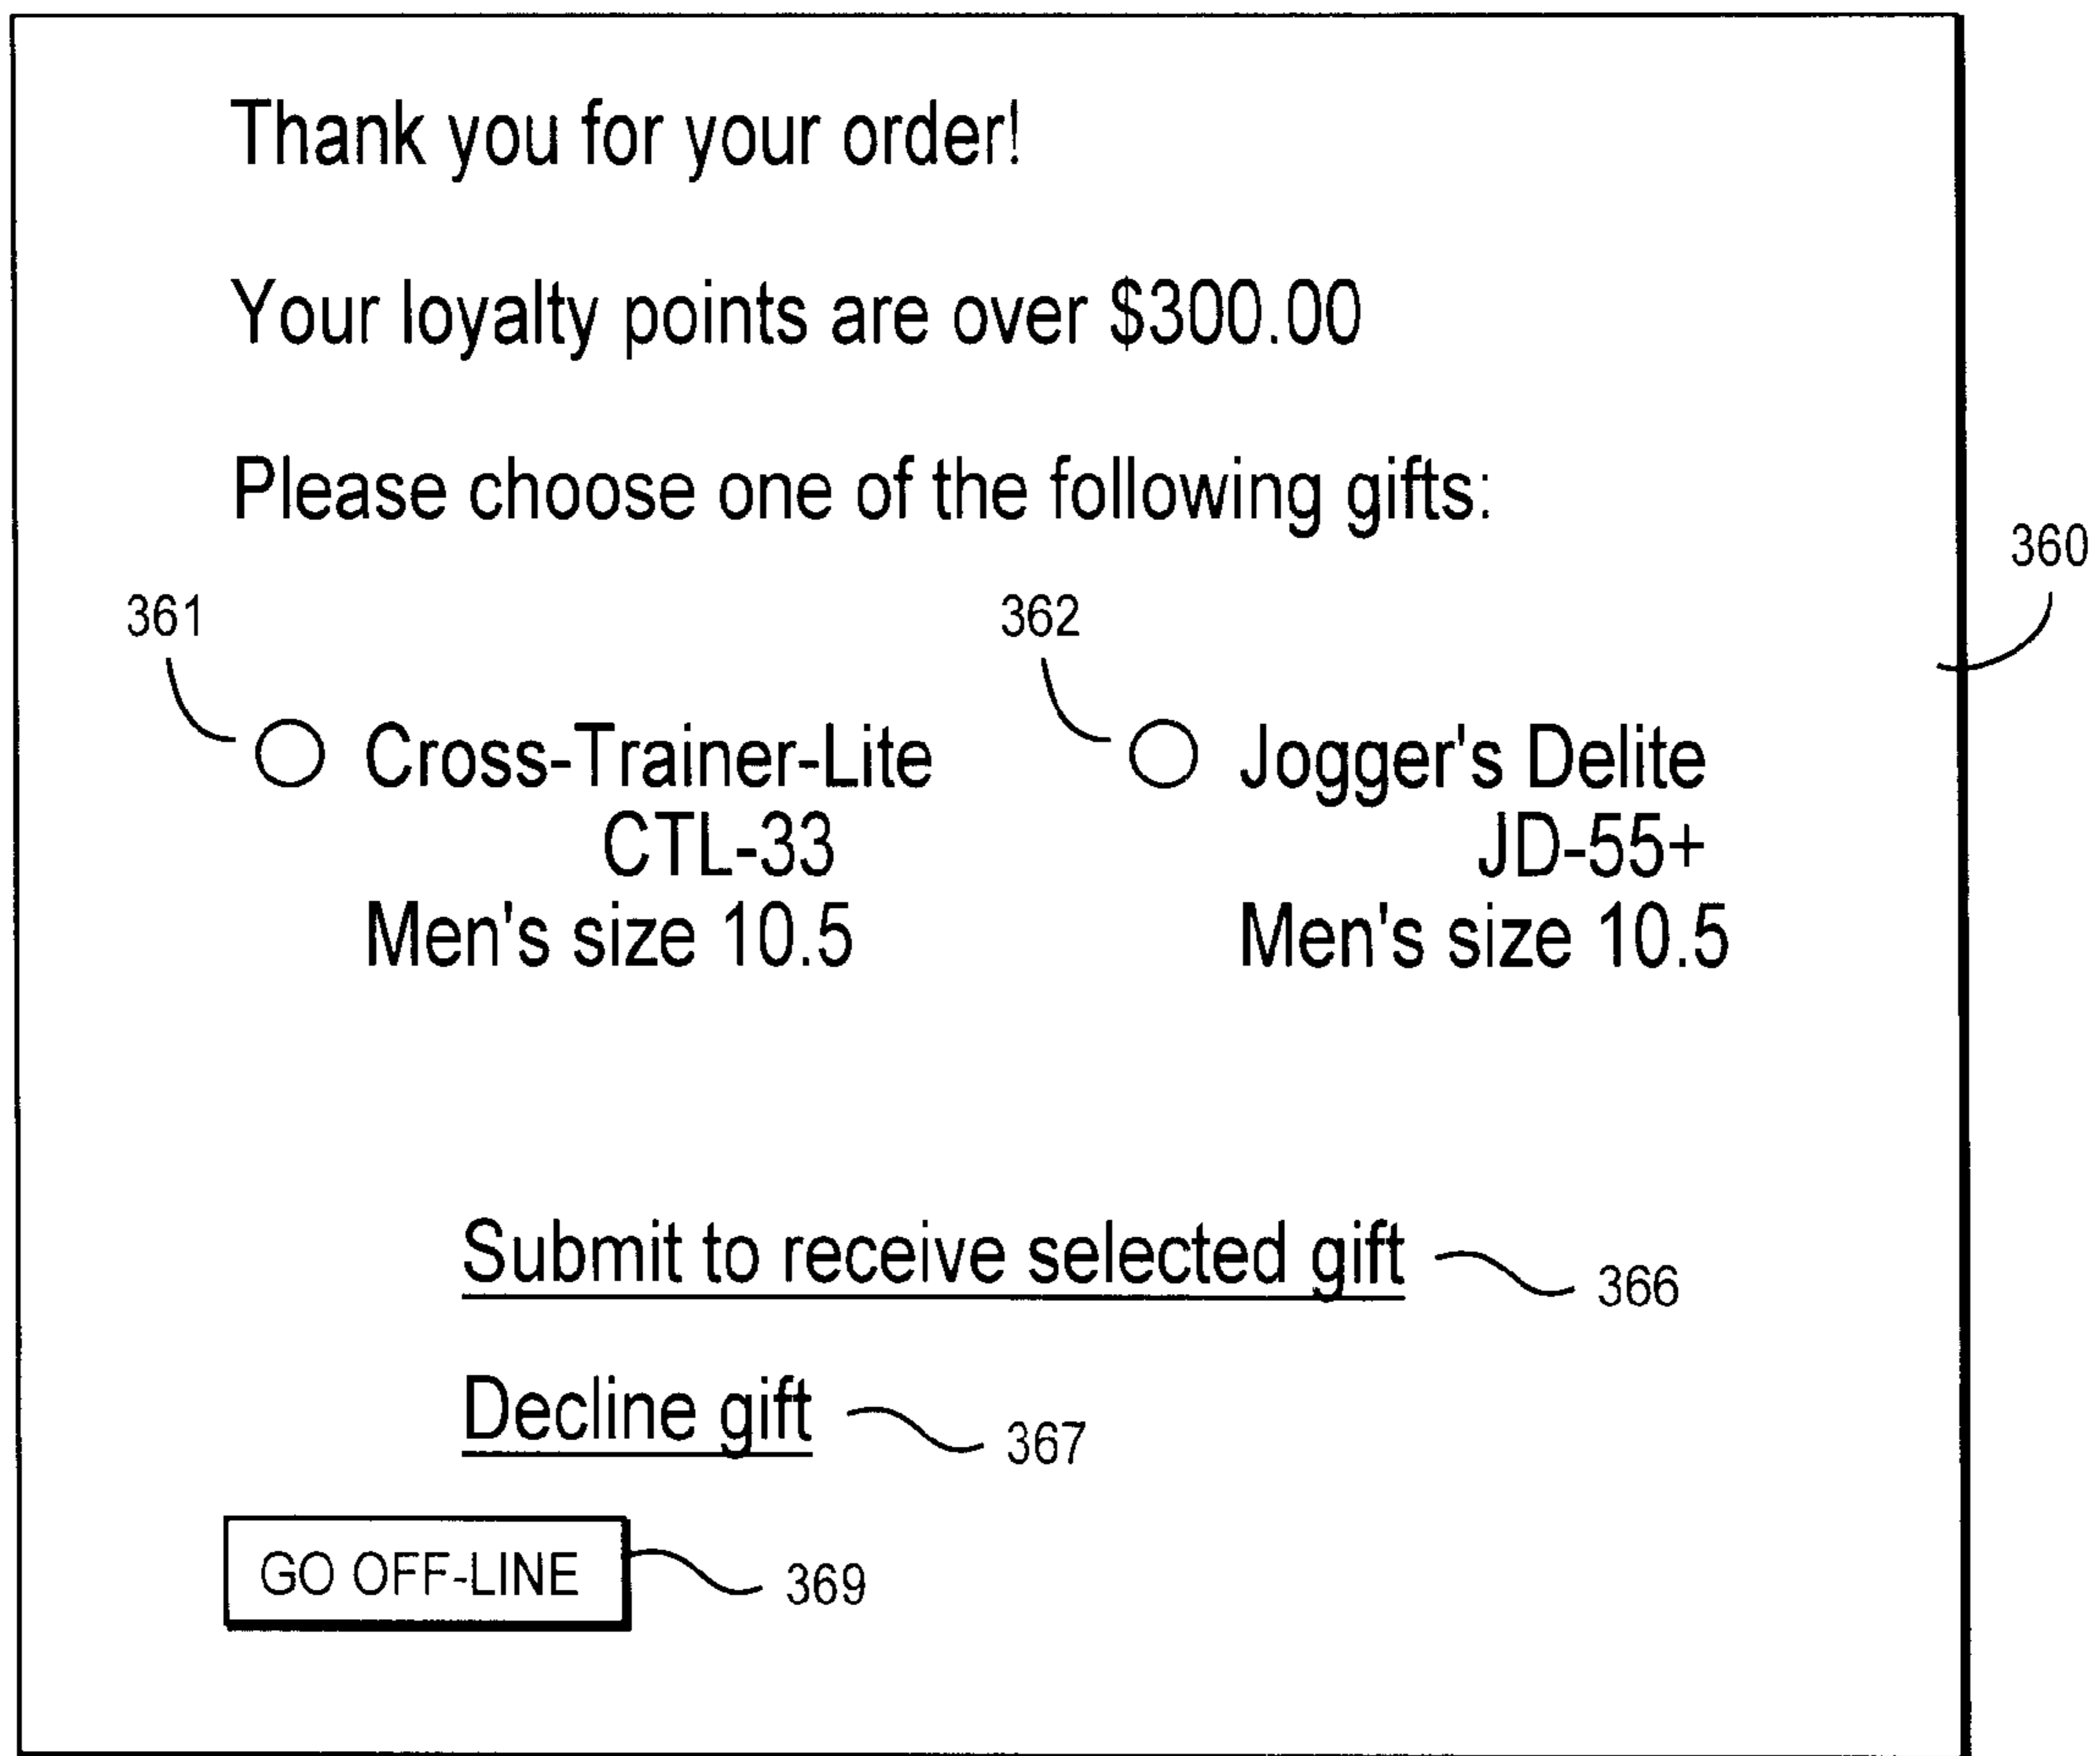 Thank you for your order!
Your loyalty points are over $300.00
Please choose one of the following gifts:
360
361
362
Cross-Trainer-Lite
CTL-33
Men's size 10.5
Jogger's Delite
JD-55+
Men's size 10.5
Submit to receive selected gift
366
Decline gift
367
GO OFF-LINE
369